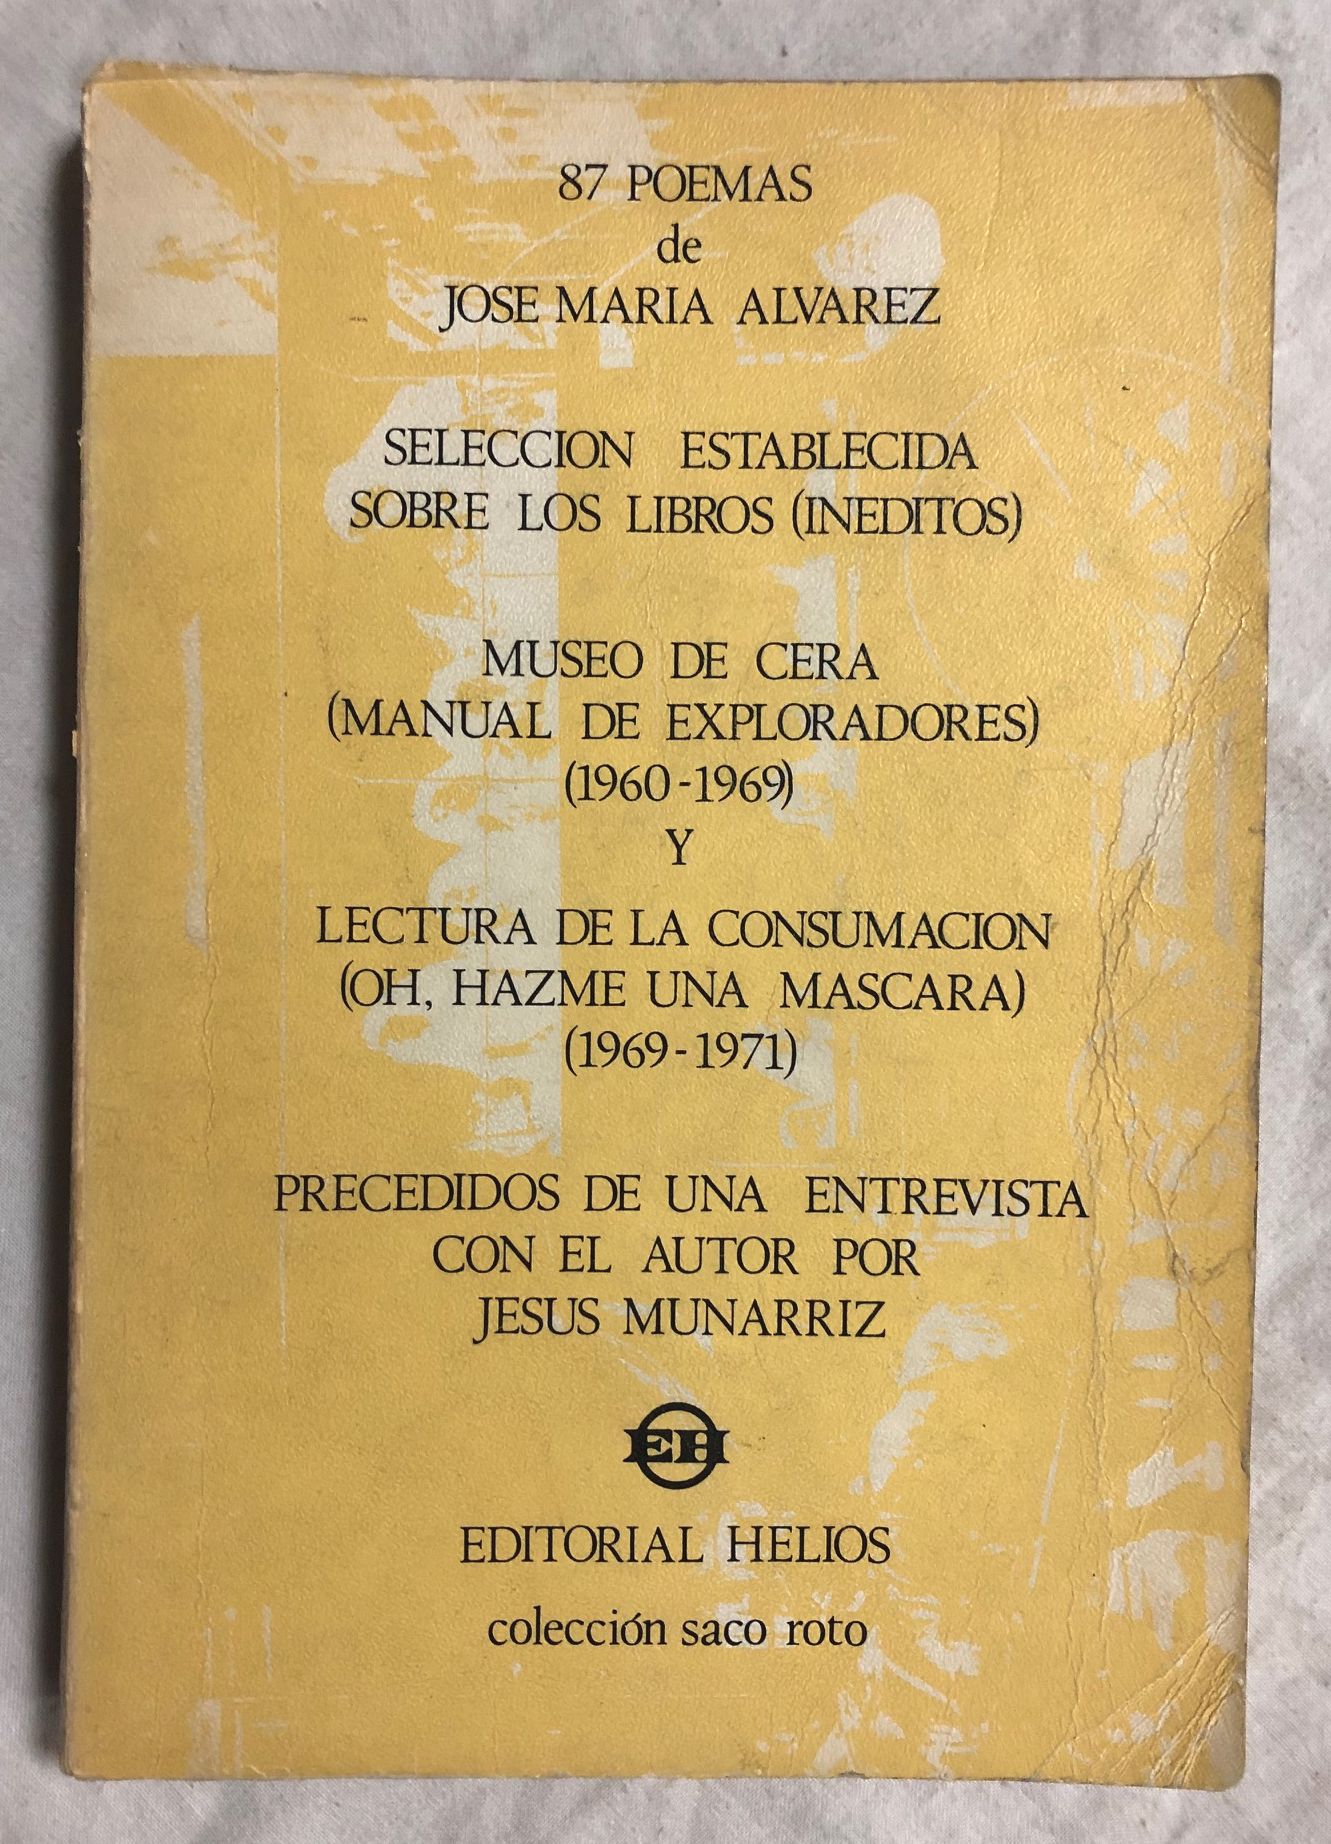 87 POEMAS
de
JOSE MARIA ALVAREZ
SELECCION ESTABLECIDA
SOBRE LOS LIBROS (INEDITOS)
MUSEO DE CERA
(MANUAL DE EXPLORADORES)
(1960-1969)
Y
LECTURA DE LA CONSUMACION
(OH, HAZME UNA MASCARA)
(1969-1971)
PRECEDIDOS DE UNA ENTREVISTA
CON EL AUTOR POR
JESUS MUNARRIZ
EH
EDITORIAL HELIOS
colección saco roto